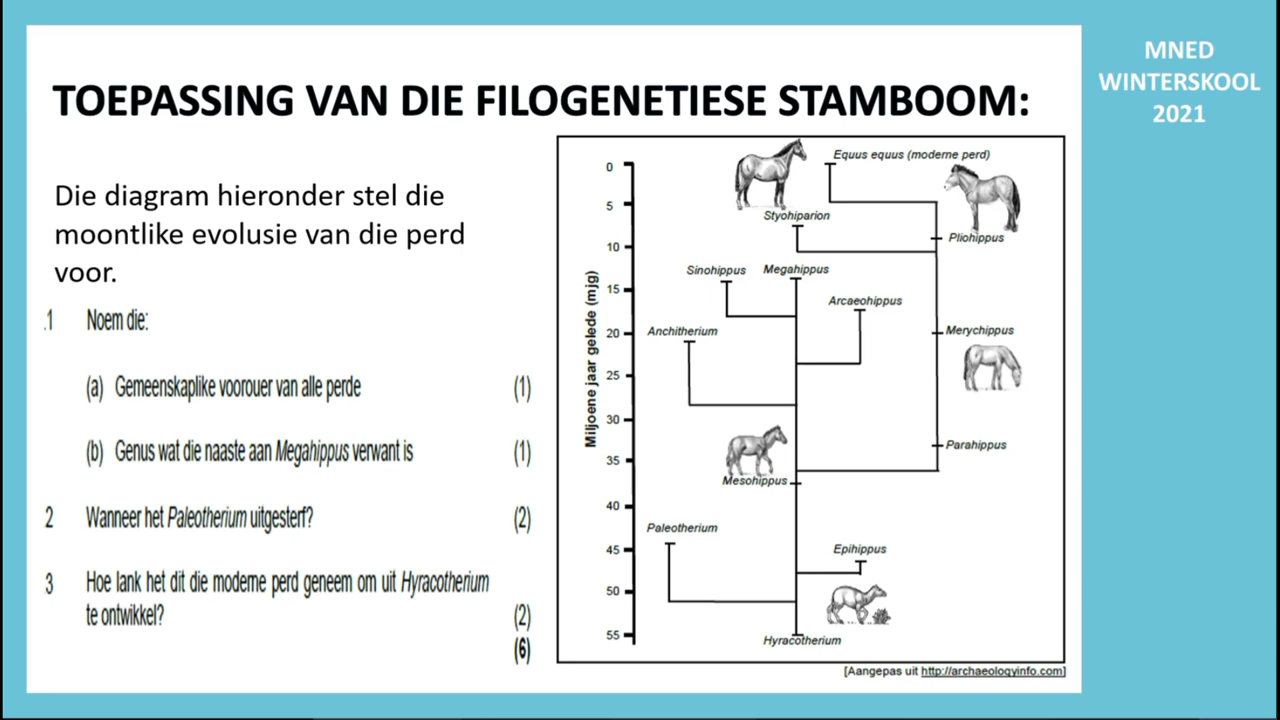 MNED
WINTERSKOOL
2021
TOEPASSING VAN DIE FILOGENETIESE STAMBOOM:
Die diagram hieronder stel die
moontlike evolusie van die perd
voor.
.1 Noem die:
(a) Gemeenskaplike voorouer van alle perde (1)
(b) Genus wat die naaste aan Megahippus verwant is (1)
2 Wanneer het Paleotherium uitgesterf? (2)
3 Hoe lank het dit die moderne perd geneem om uit Hyracotherium
te ontwikkel? (2)
(6)
Miljoene jaar gelede (mjg)
0
5
10
15
20
25
30
35
40
45
50
55
Equus equus (moderne perd)
Styohiparion
Pliohippus
Sinohippus
Megahippus
Arcaeohippus
Anchitherium
Merychippus
Parahippus
Mesohippus
Paleotherium
Epihippus
Hyracotherium
[Aangepas uit http://archaeologyinfo.com]